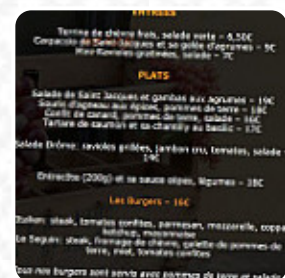 ENTREES
Terrine de chèvre frais, salade verte - 6,50€
Carpaccio de Saint Jacques et sa gelée d'agrumes - 9€
gratinées, salade - 7€
PLATS
Salade de Saint Jacques et gambas aux agrumes - 19€
Souris d'agneau aux épices, pommes de terre - 19€
Confit de canard, pommes de terre, salade - 16€
Tartare de saumon et sa chantilly au basilic - 17€
Salade Drôme: ravioles poêlées, jambon cru, tomates, salade -
14€
Entrecôte (200g) et sa sauce cèpes, légumes - 18€
Les Burgers - 16€
Italien: steak, tomates confites, parmesan, mozzarelle, coppa
ketchup, mayonnaise
Le Seguin: steak, fromage de chèvre, galette de pommes de
terre, miel, tomates confites
tous nos burgers sont servis avec pommes de terre et salade